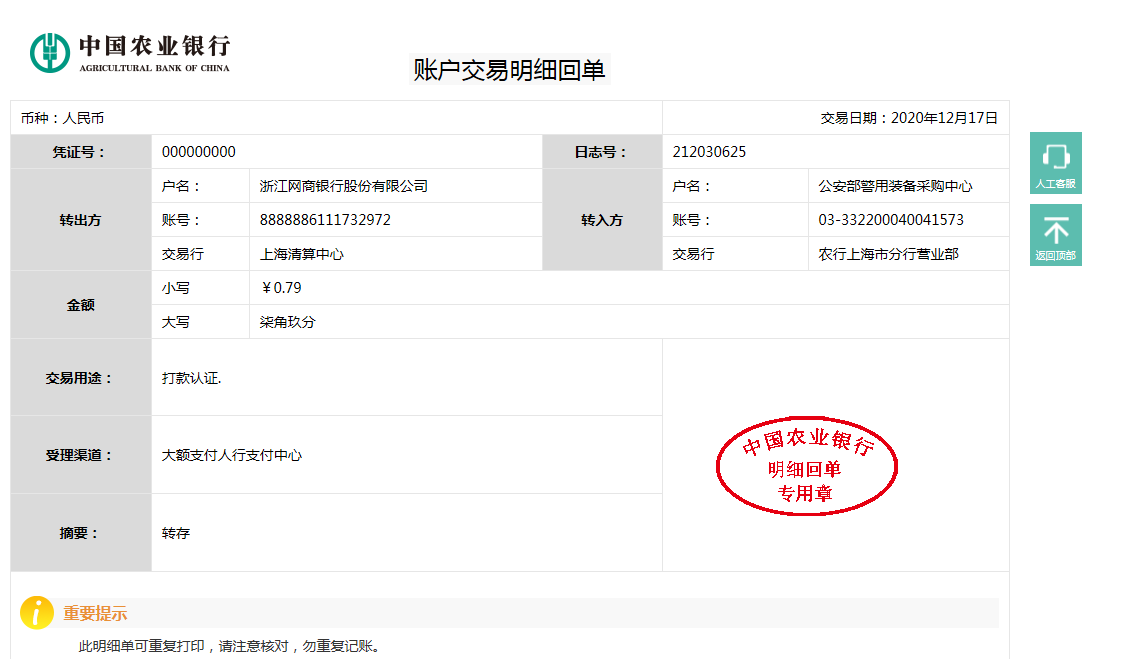 中国农业银行
AGRICULTURAL BANK OF CHINA
账户交易明细回单
币种：人民币 交易日期：2020年12月17日
凭证号： 000000000 日志号： 212030625
转出方 户名： 浙江网商银行股份有限公司 转入方 户名： 公安部警用装备采购中心
账号： 8888886111732972 账号： 03-332200040041573
交易行 上海清算中心 交易行 农行上海市分行营业部
金额 小写 ￥0.79
大写 柒角玖分
交易用途： 打款认证.
受理渠道： 大额支付人行支付中心
摘要： 转存
中国农业银行
明细回单
专用章
重要提示
此明细单可重复打印，请注意核对，勿重复记账。
人工客服
返回顶部